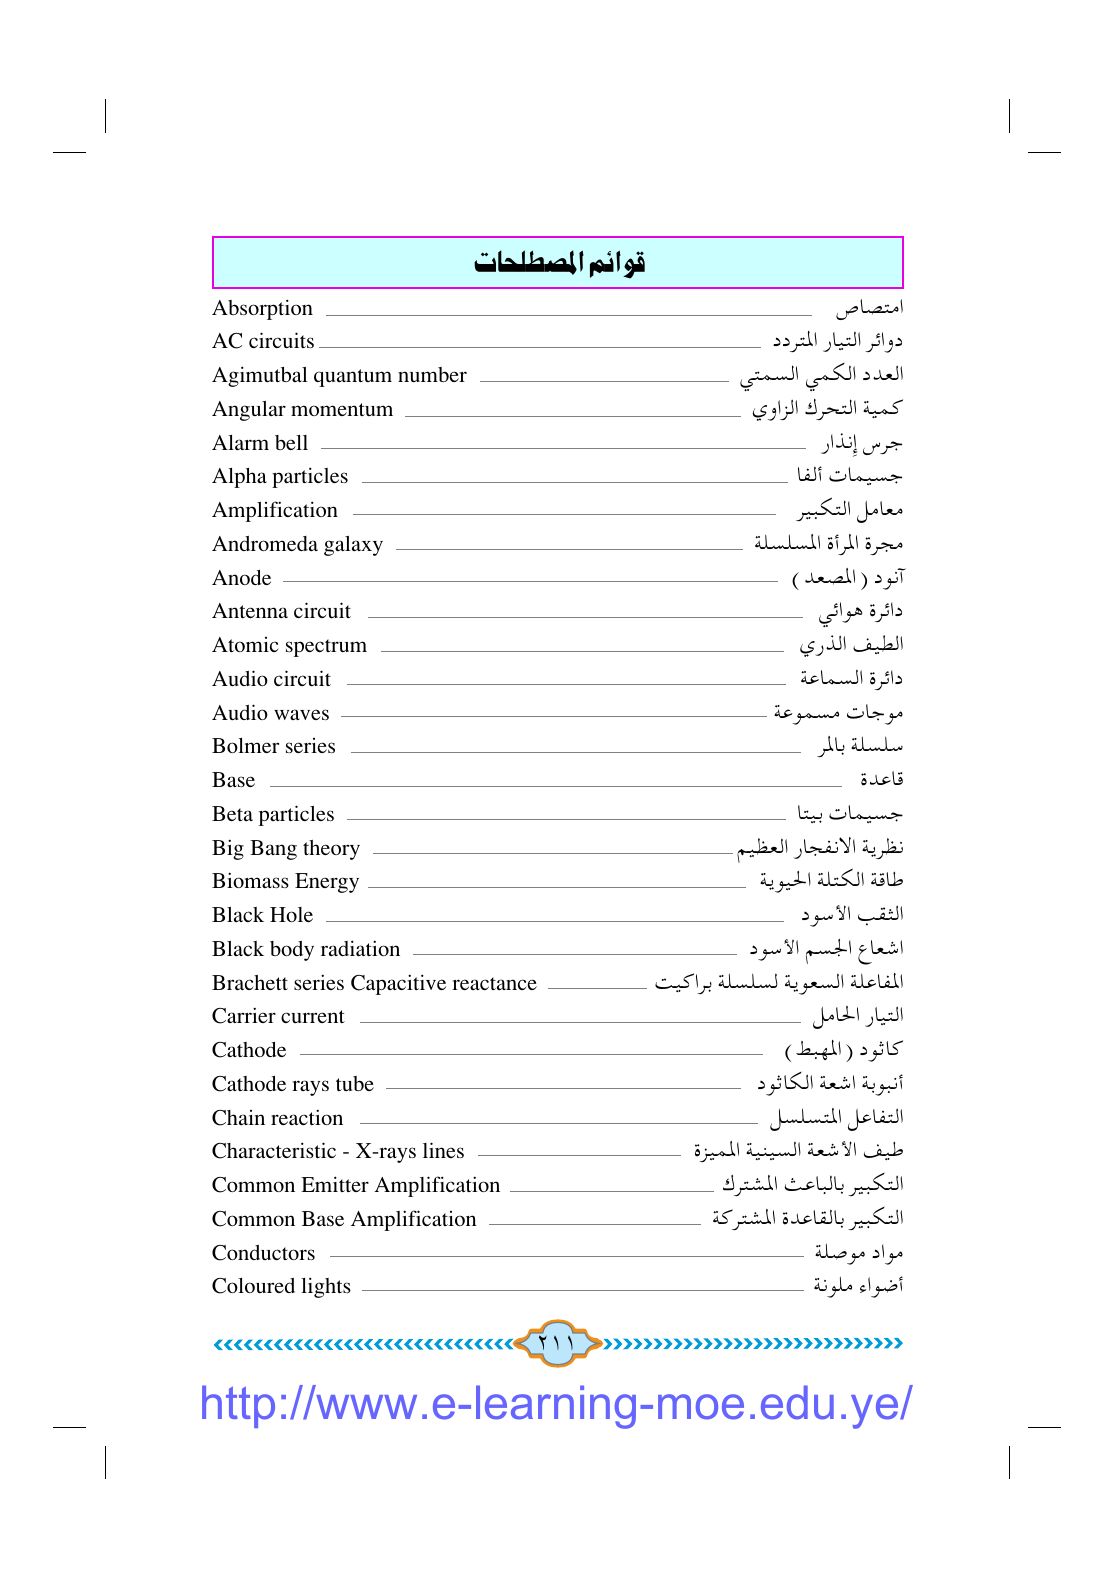 قوائم المصطلحات
Absorption امتصاص
AC circuits دوائر التيار المتردد
Agimutbal quantum number العدد الكمي السمتي
Angular momentum كمية التحرك الزاوي
Alarm bell جرس إنذار
Alpha particles جسيمات ألفا
Amplification معامل التكبير
Andromeda galaxy مجرة المرأة المسلسلة
Anode آنود ( المصعد )
Antenna circuit دائرة هوائي
Atomic spectrum الطيف الذري
Audio circuit دائرة السماعة
Audio waves موجات مسموعة
Bolmer series سلسلة بالمر
Base قاعدة
Beta particles جسيمات بيتا
Big Bang theory نظرية الانفجار العظيم
Biomass Energy طاقة الكتلة الحيوية
Black Hole الثقب الأسود
Black body radiation اشعاع الجسم الأسود
Brachett series Capacitive reactance المفاعلة السعوية لسلسلة براكيت
Carrier current التيار الحامل
Cathode كاثود ( المهبط )
Cathode rays tube أنبوبة اشعة الكاثود
Chain reaction التفاعل المتسلسل
Characteristic - X-rays lines طيف الأشعة السينية المميزة
Common Emitter Amplification التكبير بالباعث المشترك
Common Base Amplification التكبير بالقاعدة المشتركة
Conductors مواد موصلة
Coloured lights أضواء ملونة
٢١١
http://www.e-learning-moe.edu.ye/